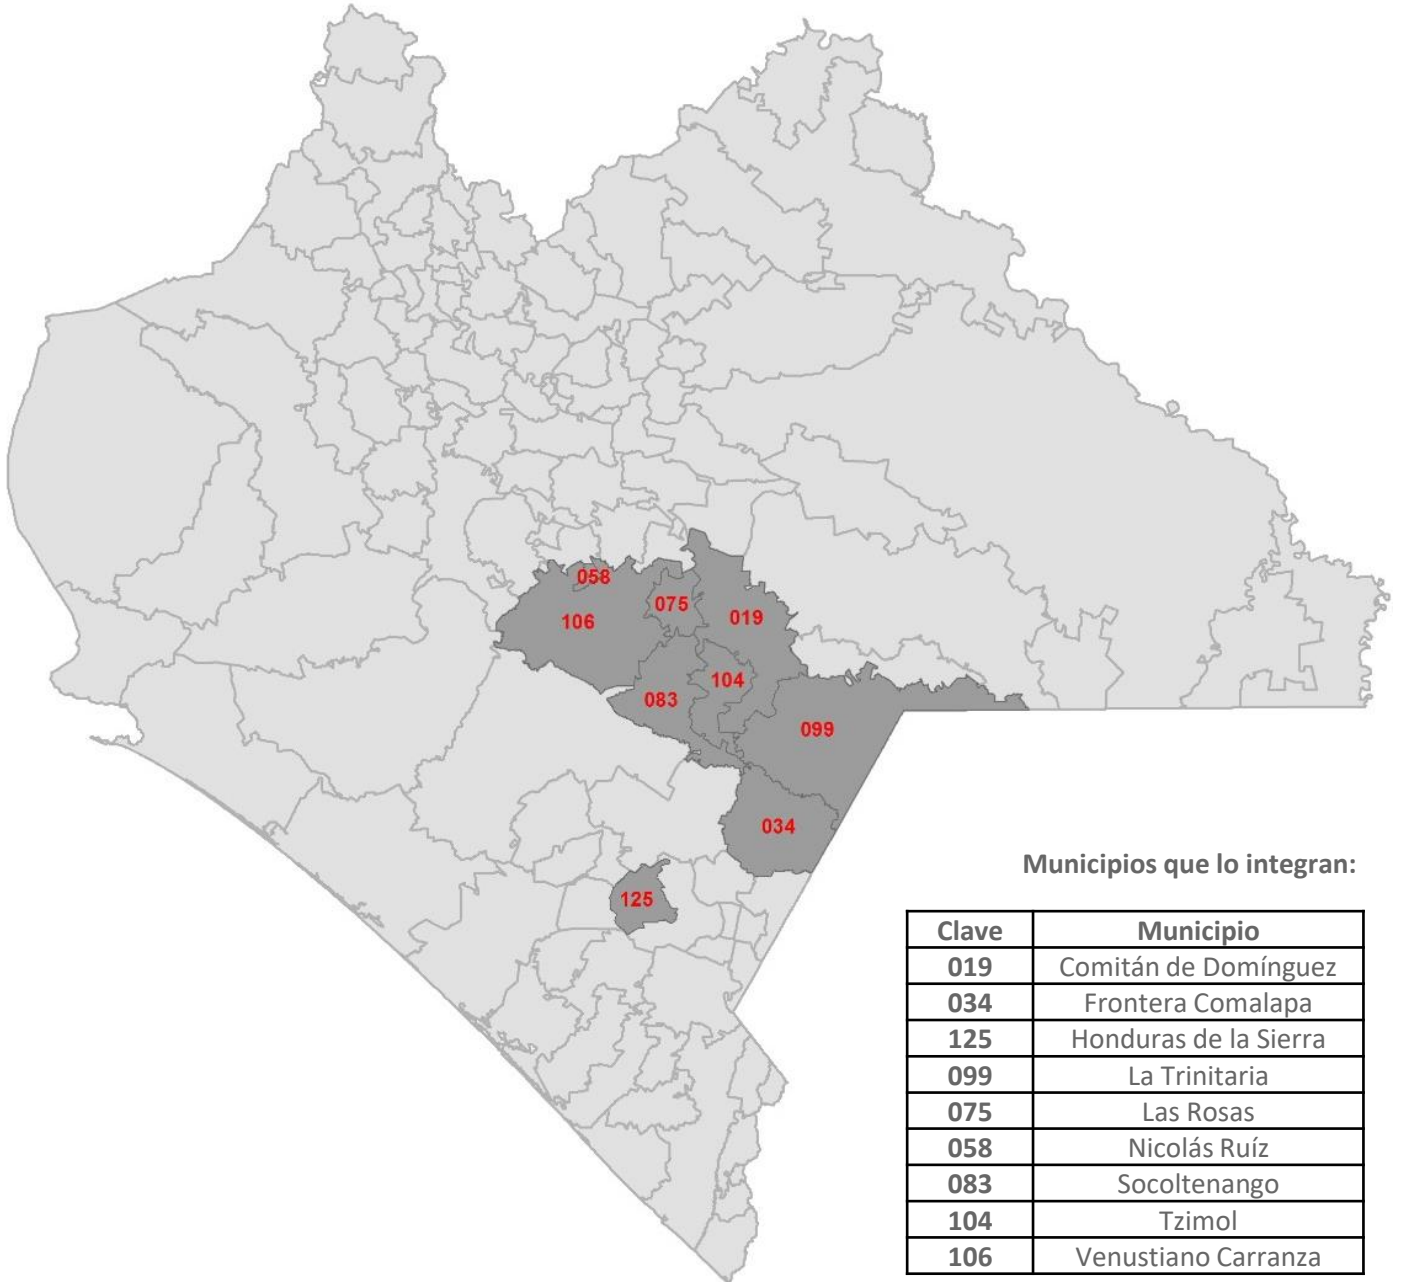 058
075
106
019
104
083
099
034
125
Municipios que lo integran:
Clave Municipio
019 Comitán de Domínguez
034 Frontera Comalapa
125 Honduras de la Sierra
099 La Trinitaria
075 Las Rosas
058 Nicolás Ruíz
083 Socoltenango
104 Tzimol
106 Venustiano Carranza